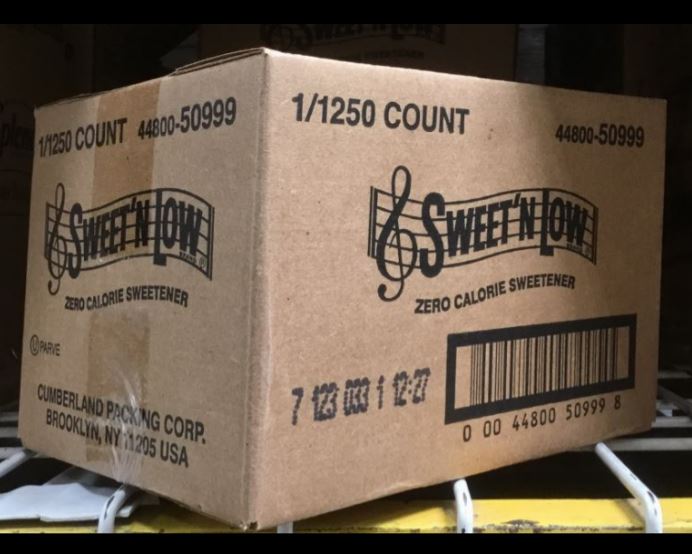 1/1250 COUNT 44800-50999
SWEET'N LOW
ZERO CALORIE SWEETENER
U PARVE
CUMBERLAND PACKING CORP.
BROOKLYN, NY 11205 USA
1/1250 COUNT 44800-50999
SWEET'N LOW
ZERO CALORIE SWEETENER
7 123 033 1 12:27
0 00 44800 50999 8